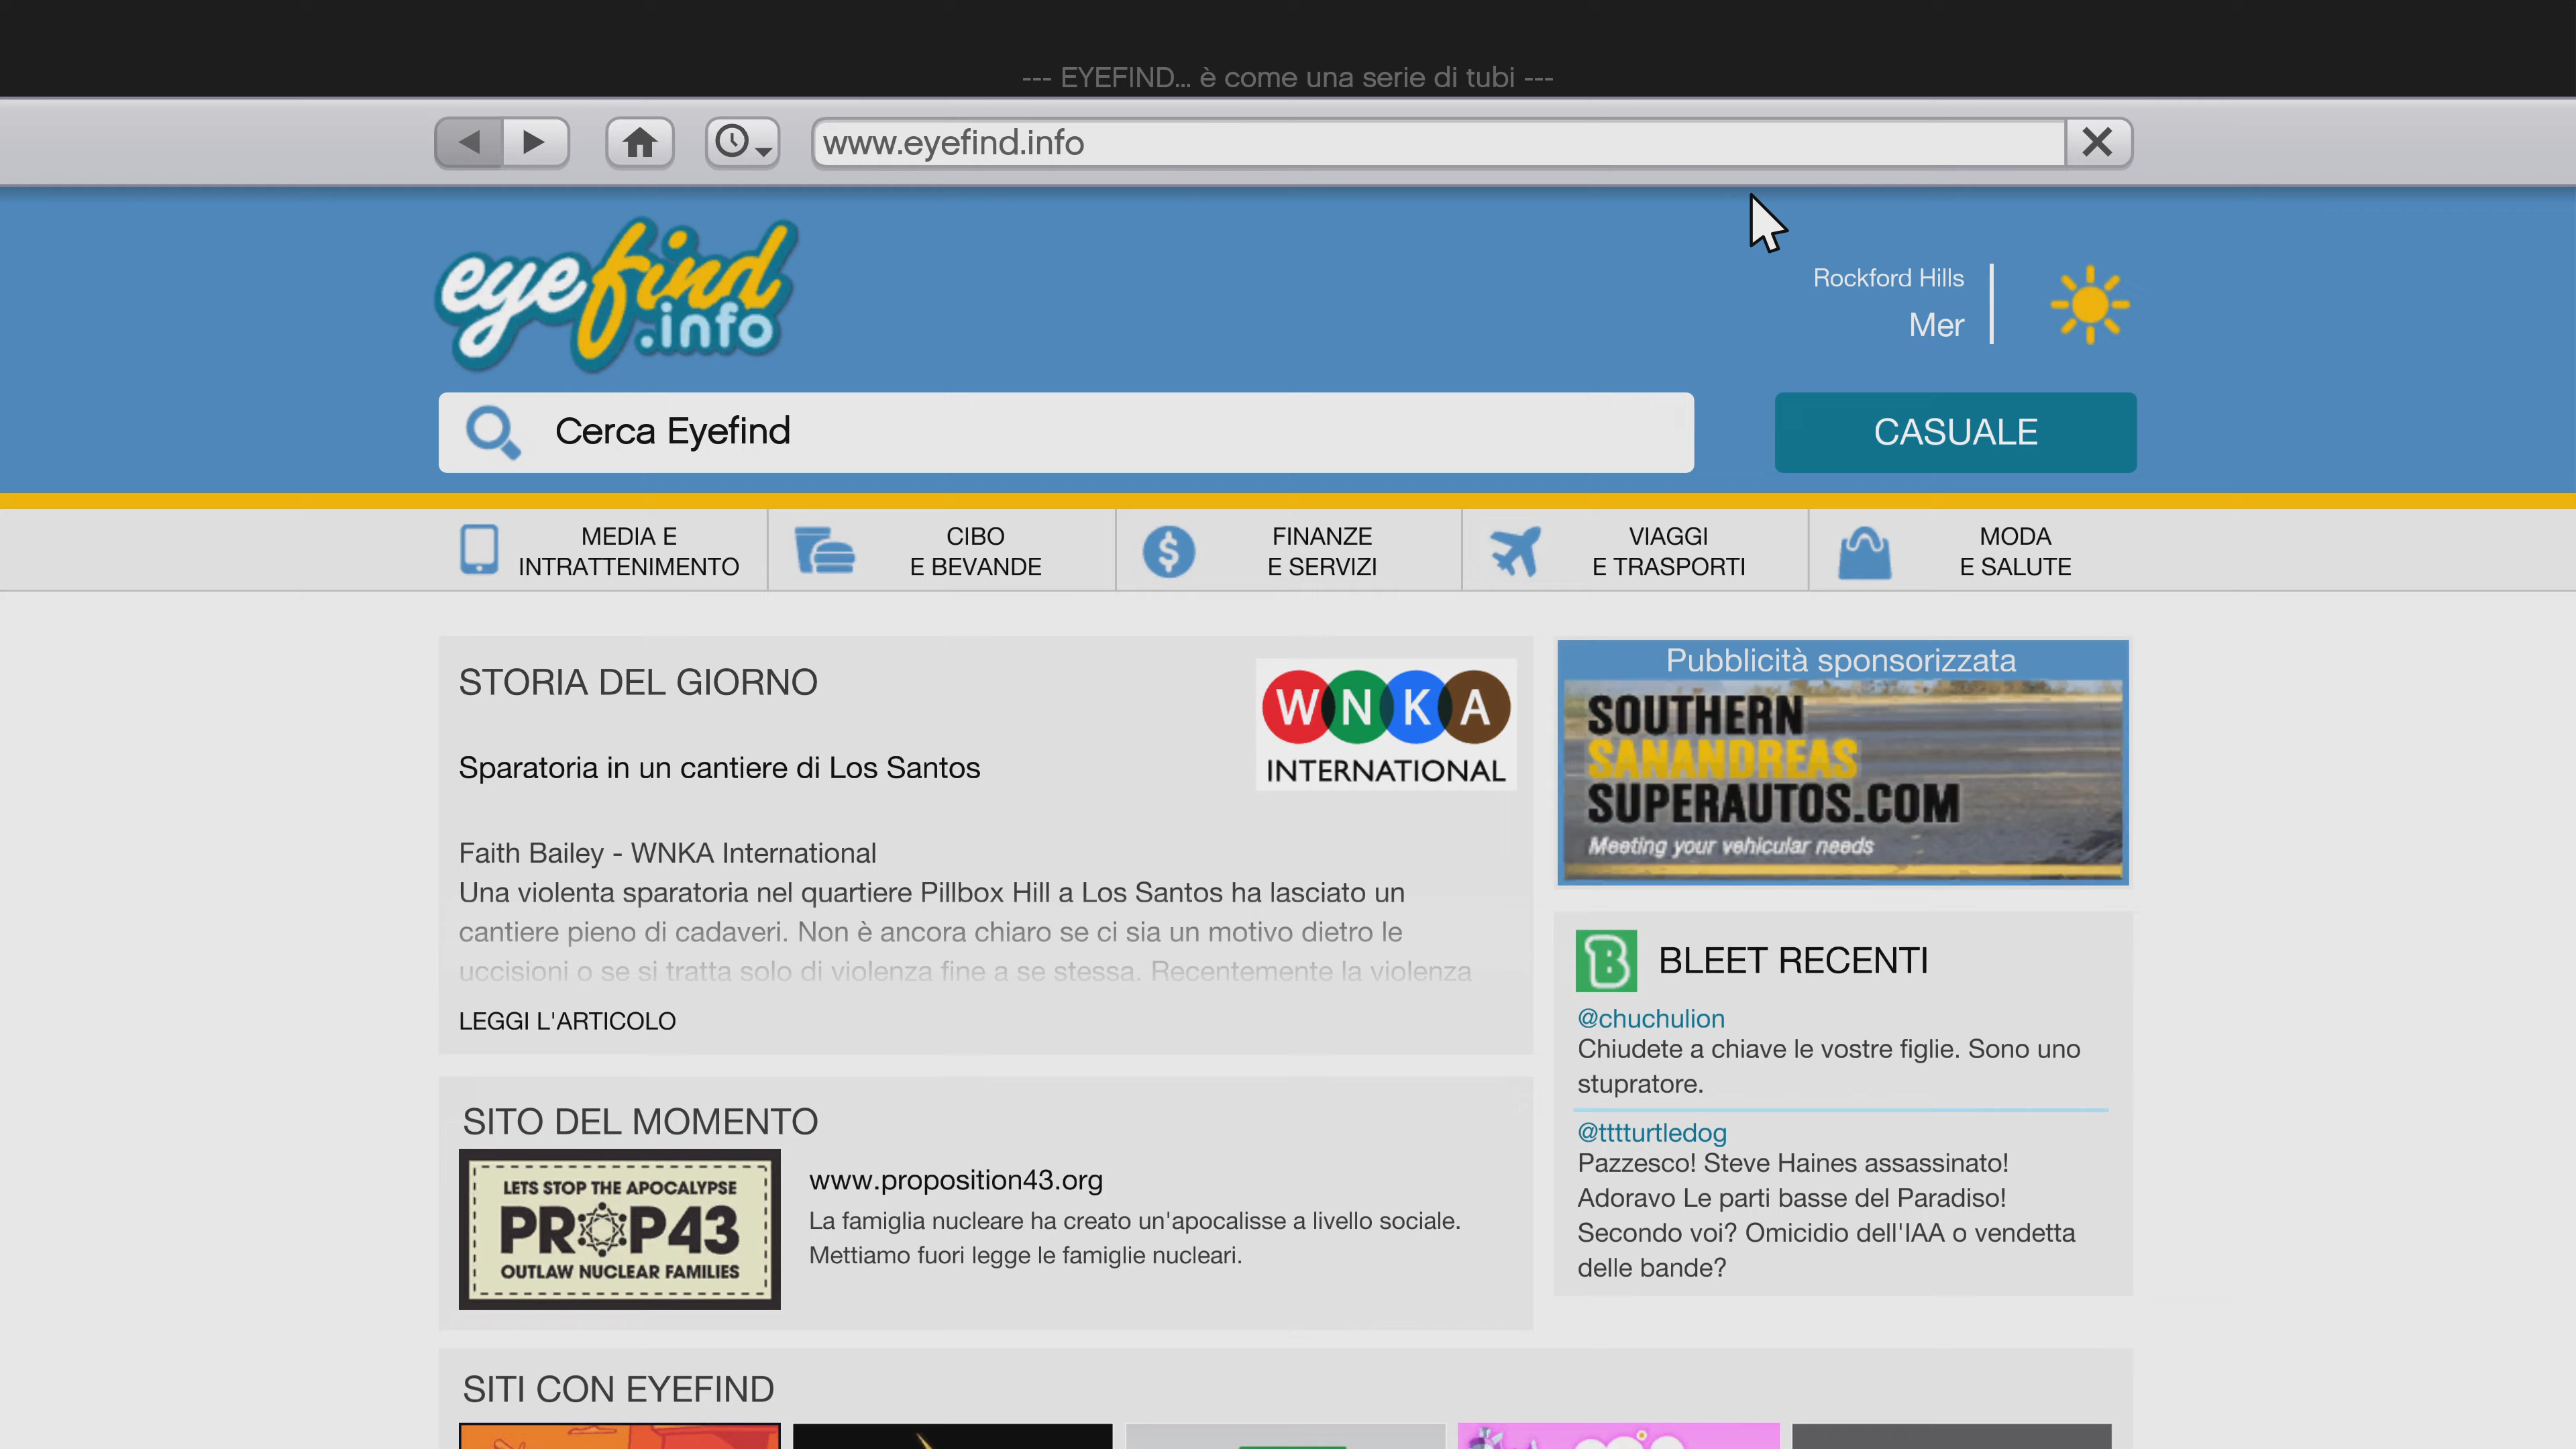 --- EYEFIND... è come una serie di tubi ---
www.eyefind.info
eyefind
.info
Rockford Hills
Mer
Cerca Eyefind
CASUALE
MEDIA E
INTRATTENIMENTO
CIBO
E BEVANDE
FINANZE
E SERVIZI
VIAGGI
E TRASPORTI
MODA
E SALUTE
STORIA DEL GIORNO
WNKA
INTERNATIONAL
Sparatoria in un cantiere di Los Santos
Faith Bailey - WNKA International
Una violenta sparatoria nel quartiere Pillbox Hill a Los Santos ha lasciato un
cantiere pieno di cadaveri. Non è ancora chiaro se ci sia un motivo dietro le
uccisioni o se si tratta solo di violenza fine a se stessa. Recentemente la violenza
LEGGI L'ARTICOLO
Pubblicità sponsorizzata
SOUTHERN
SANANDREAS
SUPERAUTOS.COM
Meeting your vehicular needs
B BLEET RECENTI
@chuchulion
Chiudete a chiave le vostre figlie. Sono uno
stupratore.
@tttturtledog
Pazzesco! Steve Haines assassinato!
Adoravo Le parti basse del Paradiso!
Secondo voi? Omicidio dell'IAA o vendetta
delle bande?
SITO DEL MOMENTO
LETS STOP THE APOCALYPSE
PROP43
OUTLAW NUCLEAR FAMILIES
www.proposition43.org
La famiglia nucleare ha creato un'apocalisse a livello sociale.
Mettiamo fuori legge le famiglie nucleari.
SITI CON EYEFIND